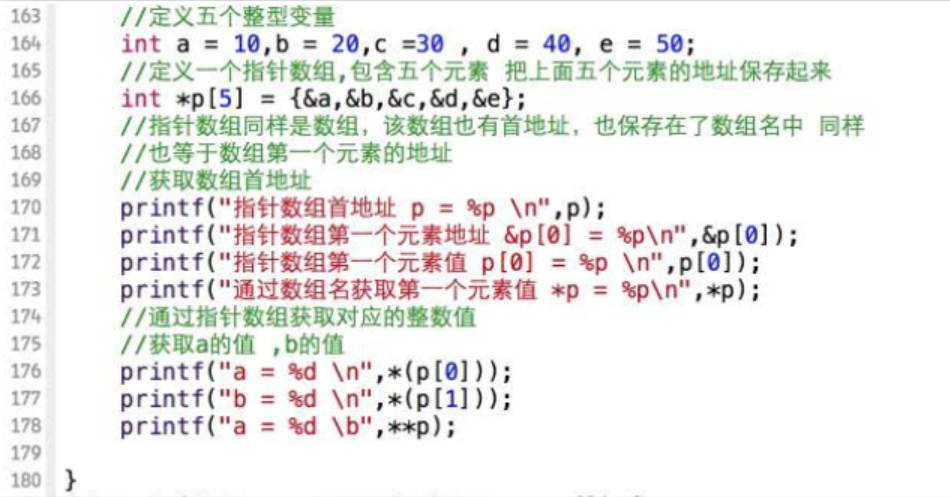 163 //定义五个整型变量
164 int a = 10,b = 20,c =30 , d = 40, e = 50;
165 //定义一个指针数组,包含五个元素 把上面五个元素的地址保存起来
166 int *p[5] = {&a,&b,&c,&d,&e};
167 //指针数组同样是数组，该数组也有首地址，也保存在了数组名中 同样
168 //也等于数组第一个元素的地址
169 //获取数组首地址
170 printf("指针数组首地址 p = %p \n",p);
171 printf("指针数组第一个元素地址 &p[0] = %p\n",&p[0]);
172 printf("指针数组第一个元素值 p[0] = %p \n",p[0]);
173 printf("通过数组名获取第一个元素值 *p = %p\n",*p);
174 //通过指针数组获取对应的整数值
175 //获取a的值 ,b的值
176 printf("a = %d \n",*(p[0]));
177 printf("b = %d \n",*(p[1]));
178 printf("a = %d \b",**p);
179
180 }